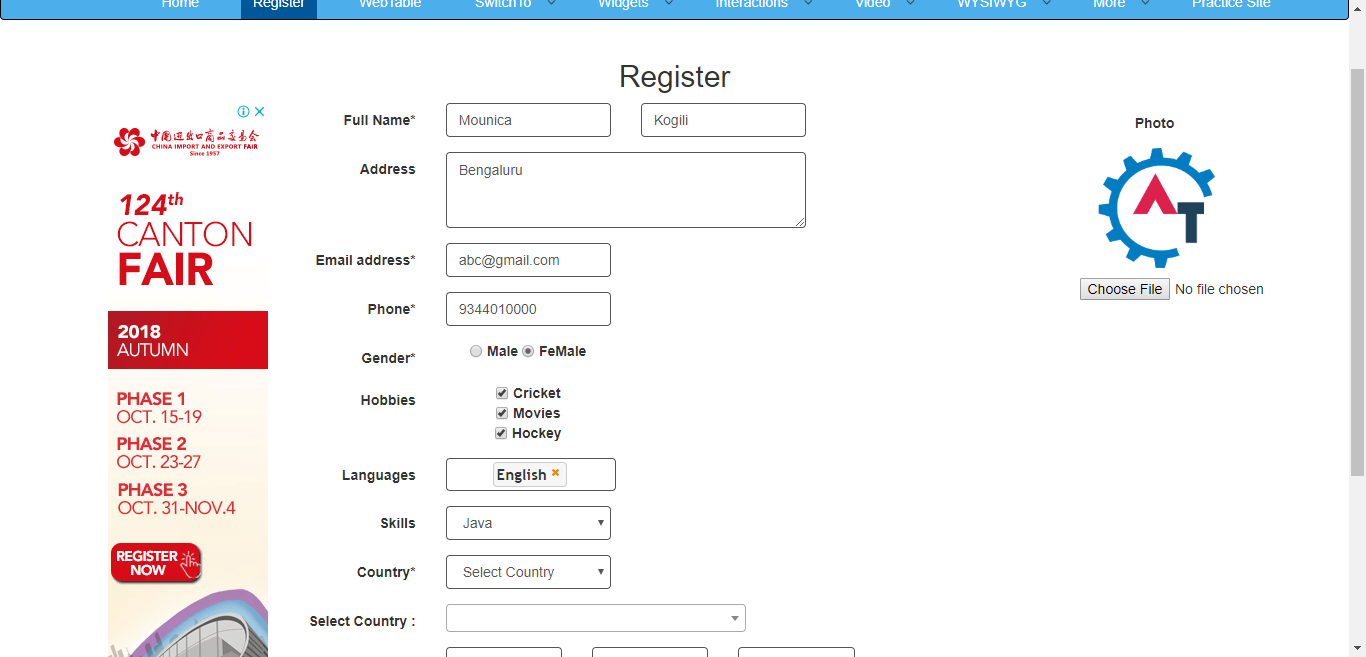 Home Register WebTable SwitchTo Widgets Interactions Video WYSIWYG More Practice Site
Register
中国进出口商品交易会
CHINA IMPORT AND EXPORT FAIR
Since 1957
124th
CANTON
FAIR
2018
AUTUMN
PHASE 1
OCT. 15-19
PHASE 2
OCT. 23-27
PHASE 3
OCT. 31-NOV.4
REGISTER
NOW
Full Name* Mounica Kogili
Address Bengaluru
Email address* abc@gmail.com
Phone* 9344010000
Gender* Male FeMale
Hobbies Cricket
Movies
Hockey
Languages English
Skills Java
Country* Select Country
Select Country :
Photo
AT
Choose File No file chosen